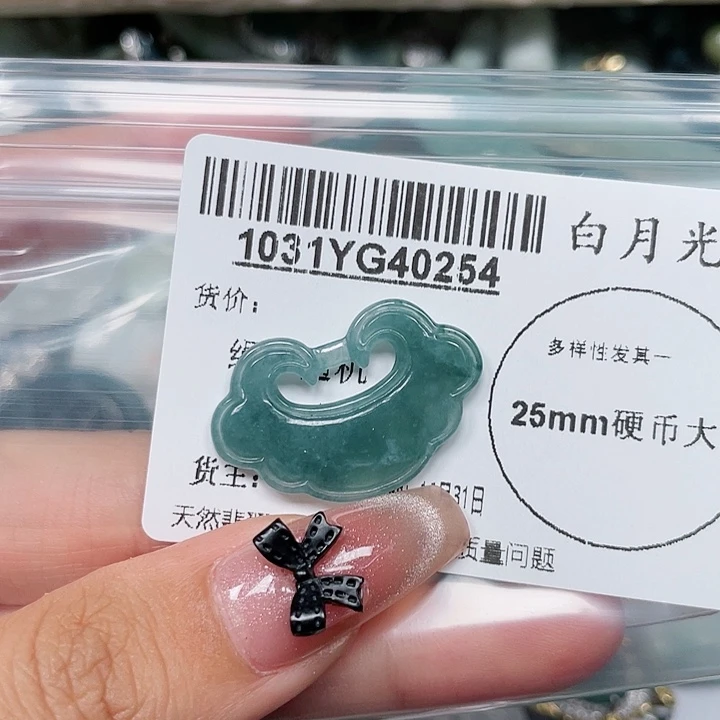 1031YG40254
白月光
货价：
多样性发其一
25mm硬币大
货主：
31日
天然翡
质量问题